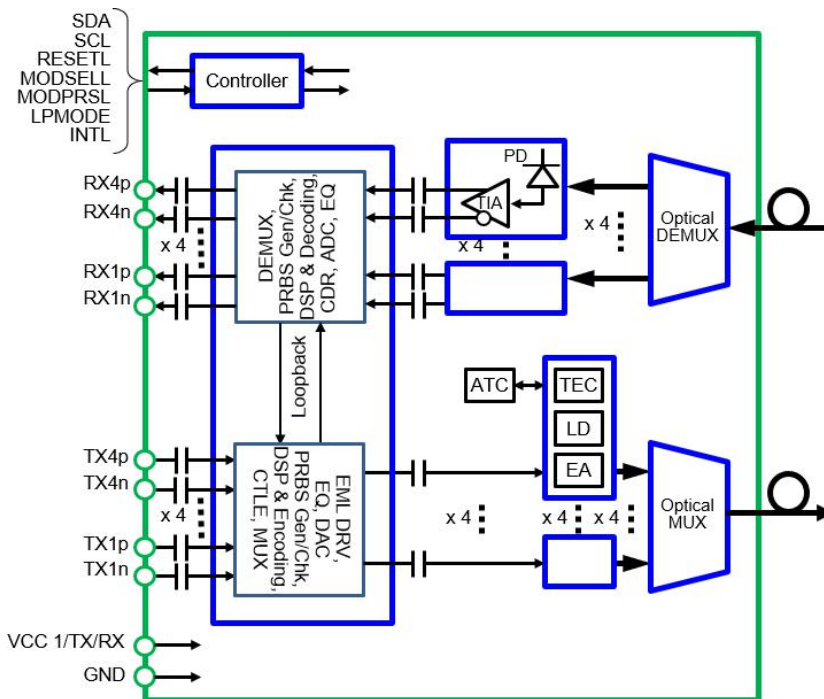 SDA
SCL
RESETL
MODSELL
MODPRSL
LPMODE
INTL
Controller
RX4p
RX4n
x 4
RX1p
RX1n
DEMUX,
PRBS Gen/Chk,
DSP & Decoding,
CDR, ADC, EQ
PD
TIA
x 4
x 4
Optical
DEMUX
Loopback
ATC
TEC
LD
EA
TX4p
TX4n
x 4
TX1p
TX1n
EML DRV,
EQ, DAC
PRBS Gen/Chk,
DSP & Encoding,
CTLE, MUX
x 4
x 4
x 4
Optical
MUX
VCC 1/TX/RX
GND